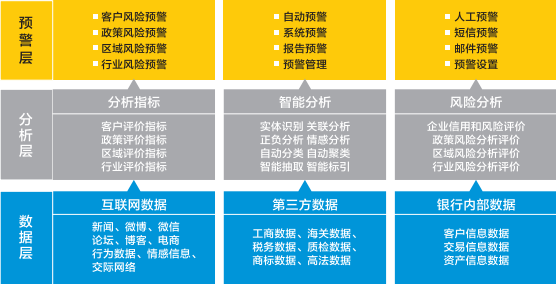 预警层
客户风险预警
政策风险预警
区域风险预警
行业风险预警
自动预警
系统预警
报告预警
预警管理
人工预警
短信预警
邮件预警
预警设置
分析层
分析指标
客户评价指标
政策评价指标
区域评价指标
行业评价指标
智能分析
实体识别 关联分析
正负分析 情感分析
自动分类 自动聚类
智能抽取 智能标引
风险分析
企业信用和风险评价
政策风险分析评价
区域风险分析评价
行业风险分析评价
数据层
互联网数据
新闻、微博、微信
论坛、博客、电商
行为数据、情感信息、
交际网络
第三方数据
工商数据、海关数据、
税务数据、质检数据、
商标数据、高法数据
银行内部数据
客户信息数据
交易信息数据
资产信息数据